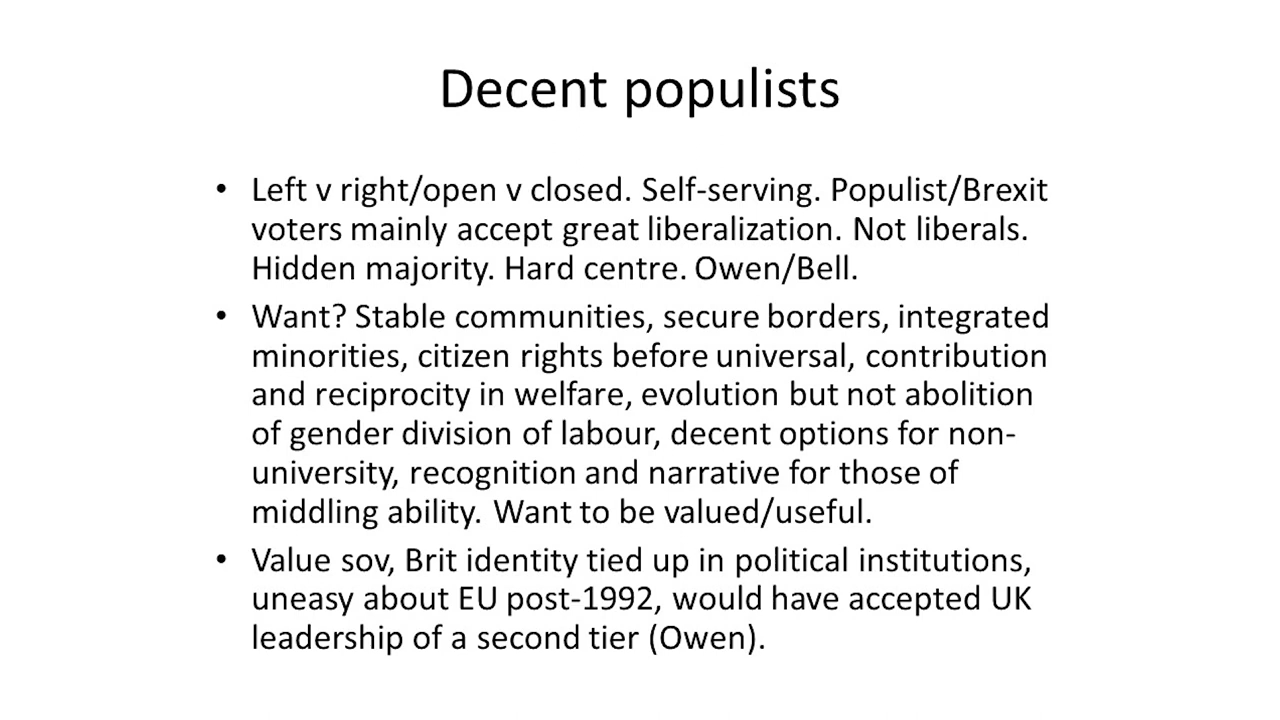 Decent populists
• Left v right/open v closed. Self-serving. Populist/Brexit
voters mainly accept great liberalization. Not liberals.
Hidden majority. Hard centre. Owen/Bell.
• Want? Stable communities, secure borders, integrated
minorities, citizen rights before universal, contribution
and reciprocity in welfare, evolution but not abolition
of gender division of labour, decent options for non-
university, recognition and narrative for those of
middling ability. Want to be valued/useful.
• Value sov, Brit identity tied up in political institutions,
uneasy about EU post-1992, would have accepted UK
leadership of a second tier (Owen).